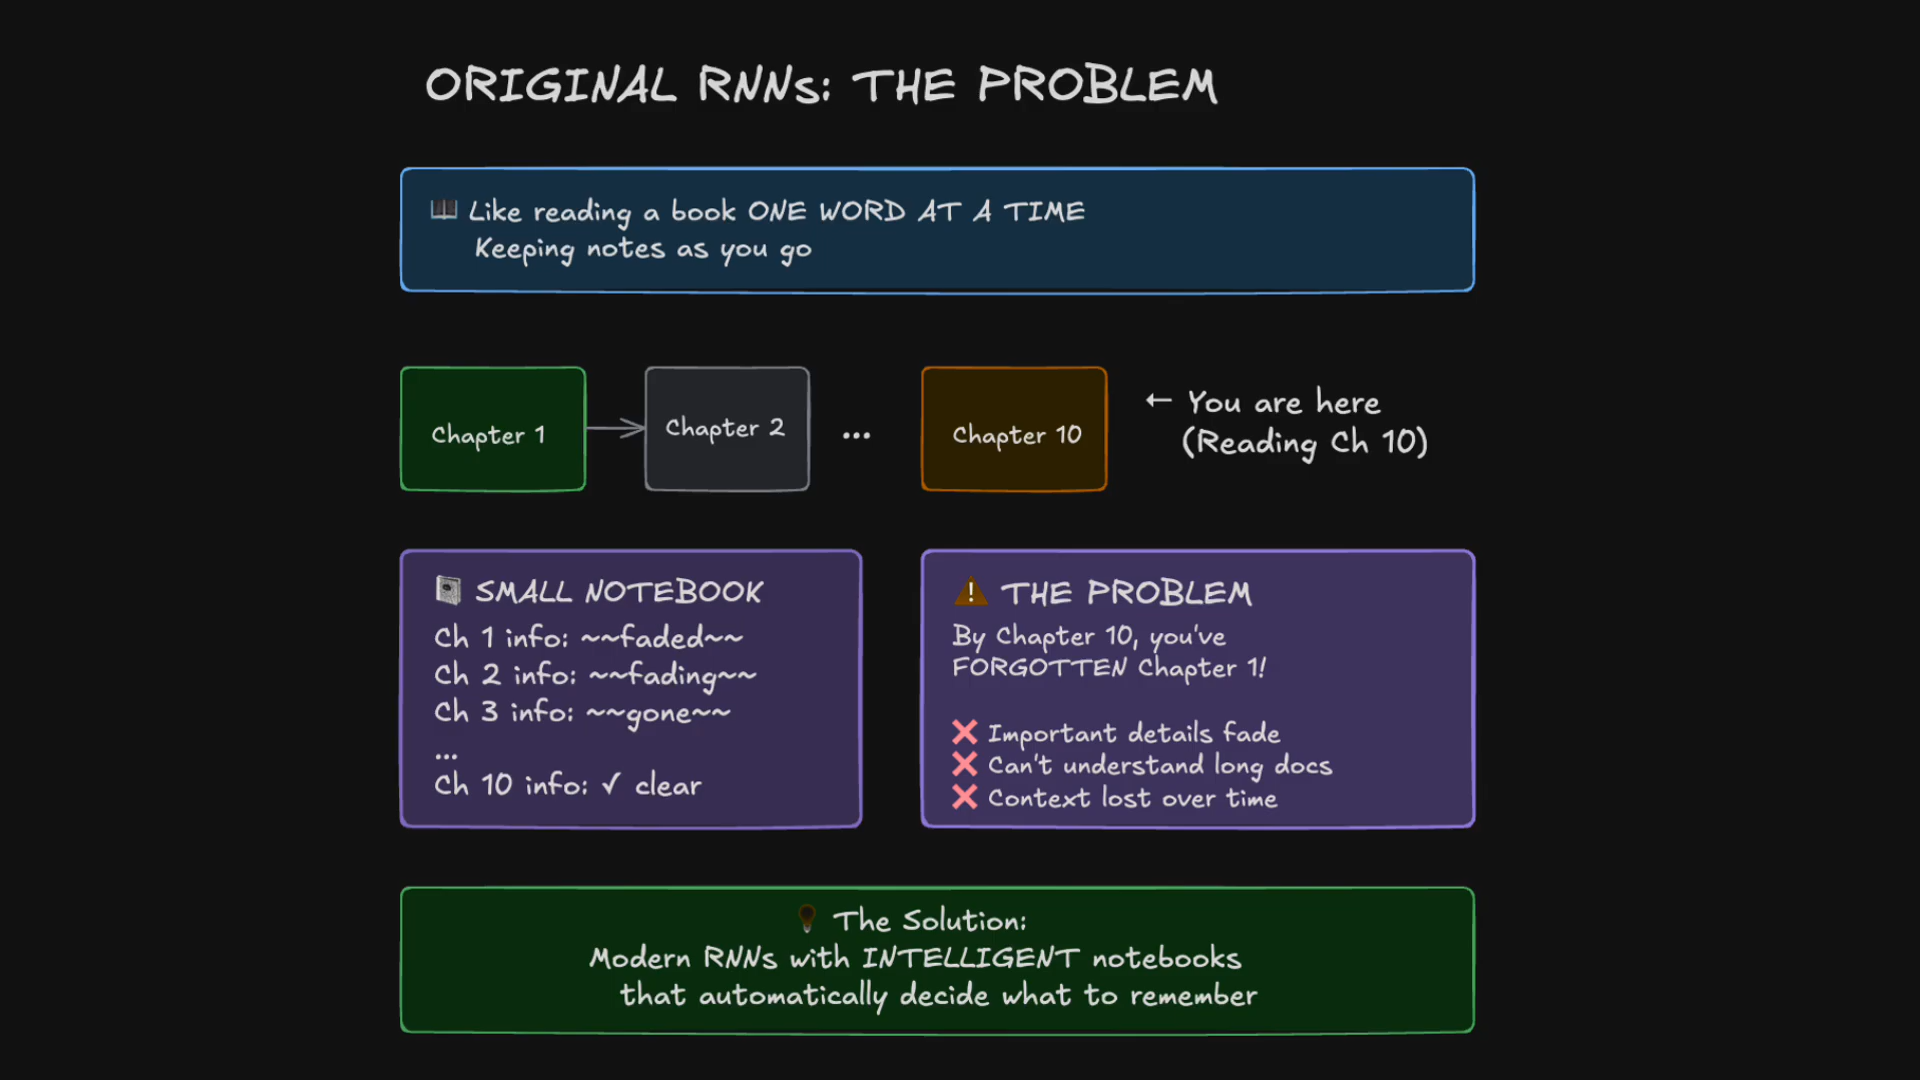 ORIGINAL RNNs: THE PROBLEM
Like reading a book ONE WORD AT A TIME
Keeping notes as you go
Chapter 1
Chapter 2
...
Chapter 10
← You are here
(Reading Ch 10)
SMALL NOTEBOOK
Ch 1 info: ~~faded~~
Ch 2 info: ~~fading~~
Ch 3 info: ~~gone~~
...
Ch 10 info: ✓ clear
⚠️ THE PROBLEM
By Chapter 10, you've
FORGOTTEN Chapter 1!
❌ Important details fade
❌ Can't understand long docs
❌ Context lost over time
The Solution:
Modern RNNs with INTELLIGENT notebooks
that automatically decide what to remember